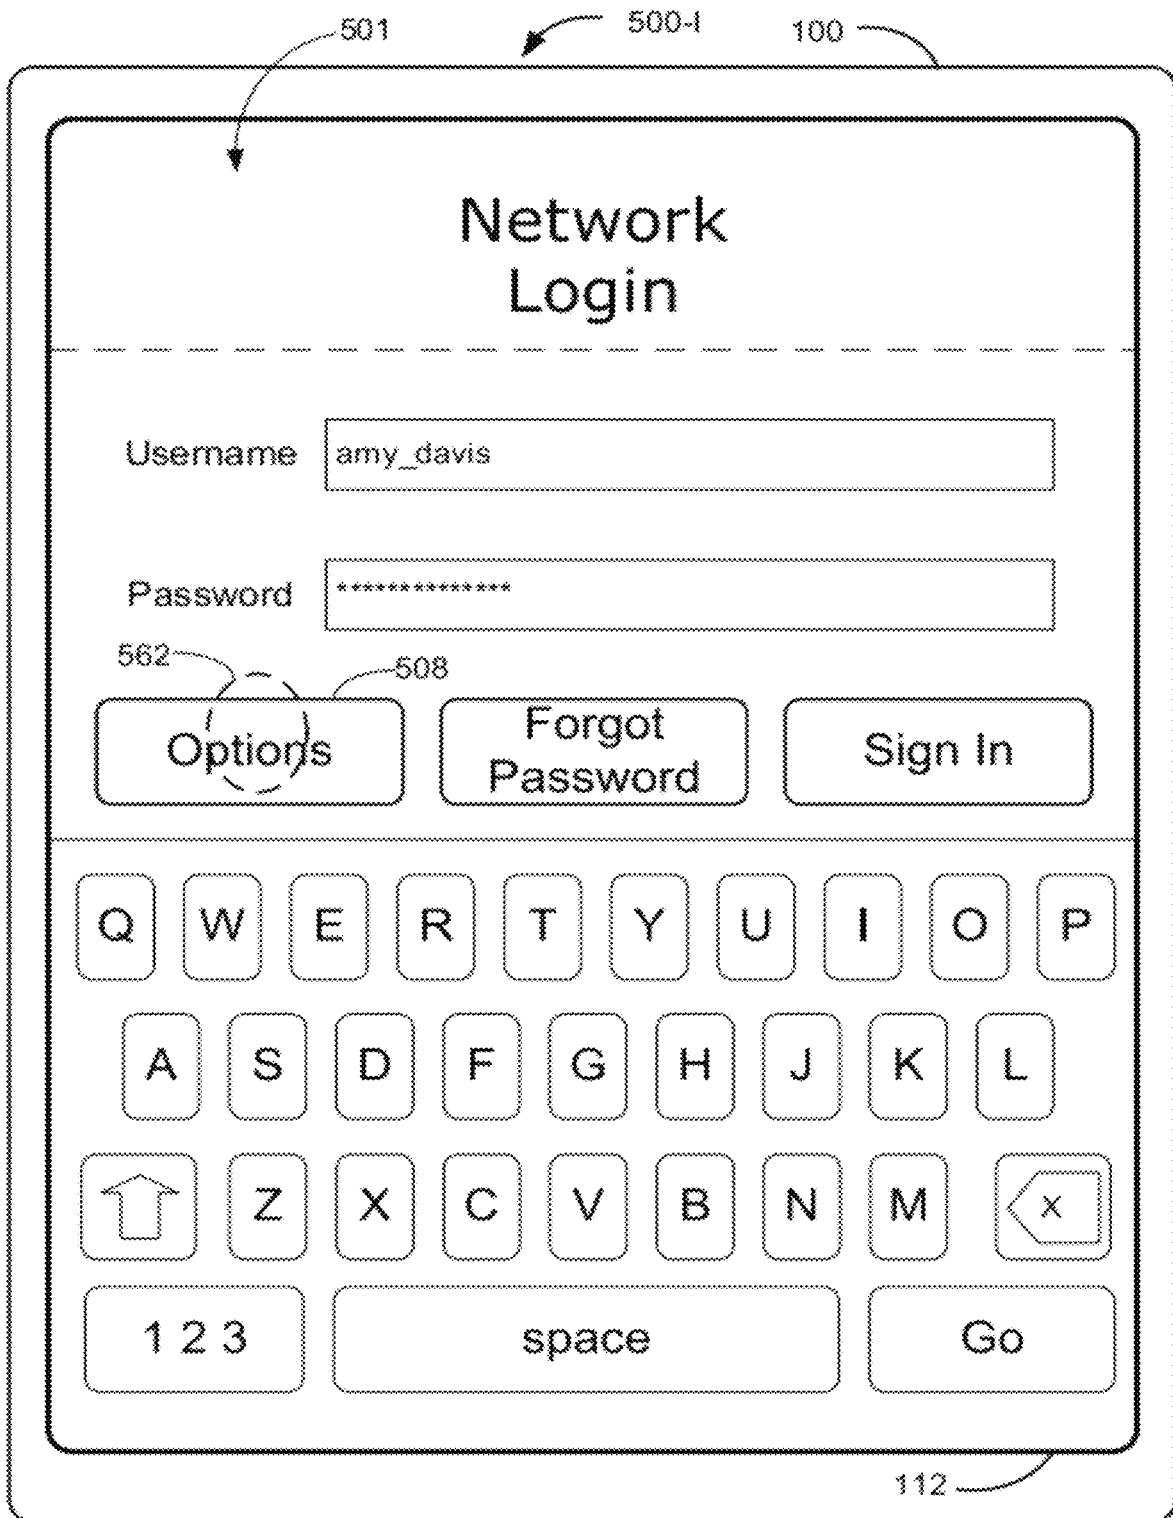 501
500-I
100
Network
Login
Username
amy_davis
Password
**************
562
508
Options
Forgot
Password
Sign In
Q W E R T Y U I O P
A S D F G H J K L
Z X C V B N M X
1 2 3 space Go
112